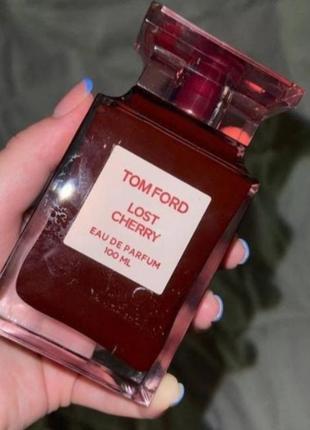 TOM FORD
LOST
CHERRY
EAU DE PARFUM
100 ML